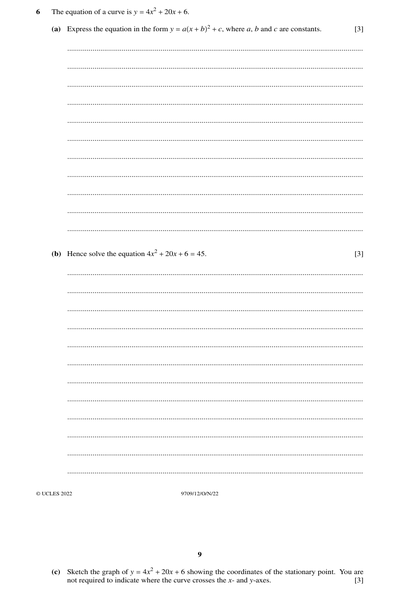 6 The equation of a curve is y = 4x² + 20x + 6.
(a) Express the equation in the form y = a(x + b)² + c, where a, b and c are constants. [3]
(b) Hence solve the equation 4x² + 20x + 6 = 45. [3]
© UCLES 2022 9709/12/O/N/22
9
(c) Sketch the graph of y = 4x² + 20x + 6 showing the coordinates of the stationary point. You are
not required to indicate where the curve crosses the x- and y-axes. [3]